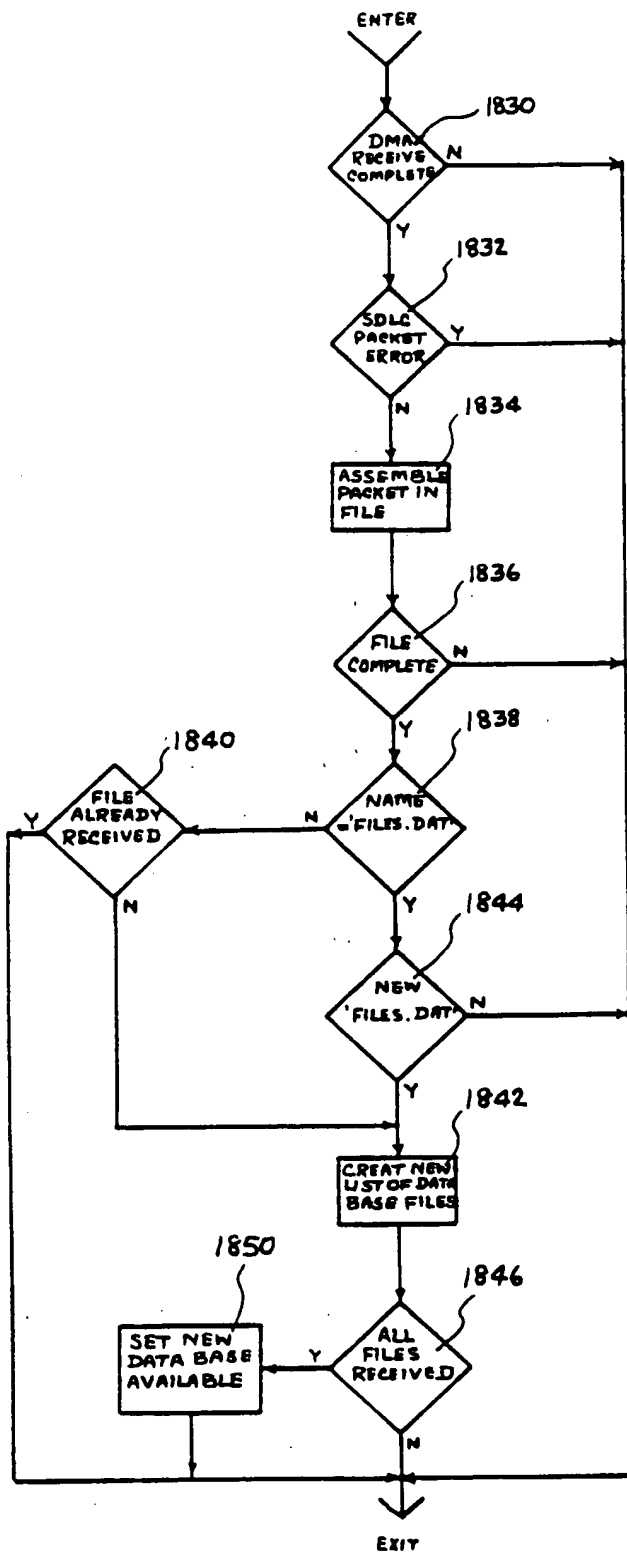 ENTER
1830
DMA
RECEIVE
COMPLETE
N
Y
1832
SDLC
PACKET
ERROR
Y
N
1834
ASSEMBLE
PACKET IN
FILE
1836
FILE
COMPLETE
N
Y
1838
NAME
='FILES.DAT'
N
Y
1840
FILE
ALREADY
RECEIVED
Y
N
1844
NEW
'FILES.DAT'
N
Y
1842
CREAT NEW
LIST OF DATA
BASE FILES
1846
ALL
FILES
RECEIVED
Y
N
1850
SET NEW
DATA BASE
AVAILABLE
EXIT